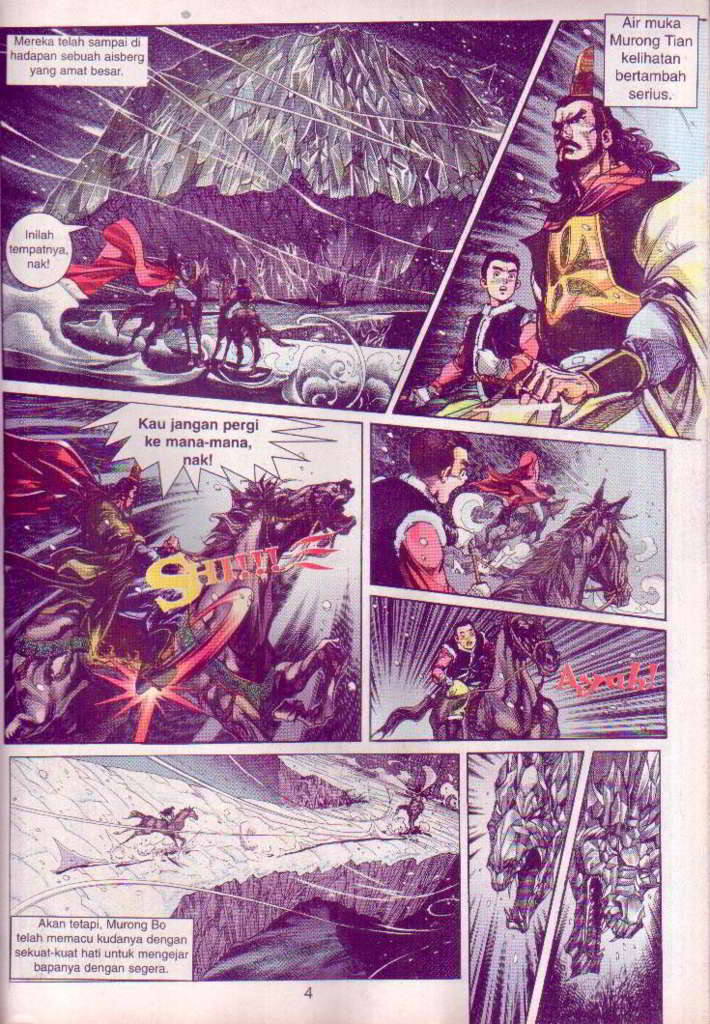 Mereka telah sampai di
hadapan sebuah aisberg
yang amat besar.
Air muka
Murong Tian
kelihatan
bertambah
serius.
Inilah
tempatnya,
nak!
Kau jangan pergi
ke mana-mana,
nak!
SHI!!!!
Ayah!
Akan tetapi, Murong Bo
telah memacu kudanya dengan
sekuat-kuat hati untuk mengejar
bapanya dengan segera.
4